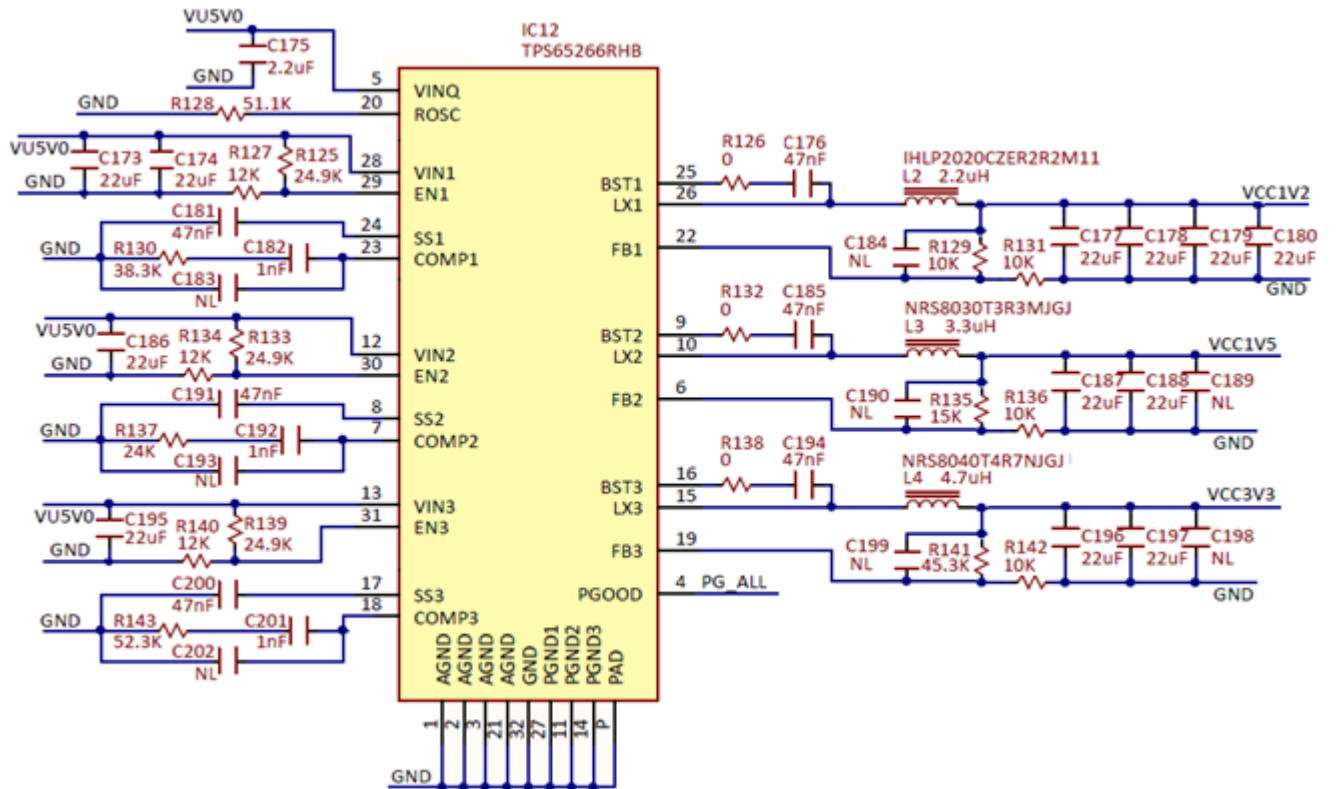 VU5V0
IC12
TPS65266RHB
C175
2.2uF
GND
5
VINQ
GND
R128
51.1K
20
ROSC
VU5V0
C173
22uF
C174
22uF
R127
12K
R125
24.9K
28
VIN1
GND
29
EN1
C181
47nF
24
SS1
GND
R130
38.3K
C182
1nF
23
COMP1
C183
NL
VU5V0
C186
22uF
R134
12K
R133
24.9K
12
VIN2
GND
30
EN2
C191
47nF
8
SS2
GND
R137
24K
C192
1nF
7
COMP2
C193
NL
13
VIN3
VU5V0
C195
22uF
R140
12K
R139
24.9K
31
EN3
GND
C200
47nF
17
SS3
GND
R143
52.3K
C201
1nF
18
COMP3
C202
NL
R126
0
C176
47nF
IHLP2020CZER2R2M11
L2 2.2uH
25
BST1
26
LX1
VCC1V2
22
FB1
C184
NL
R129
10K
R131
10K
C177
22uF
C178
22uF
C179
22uF
C180
22uF
GND
R132
0
C185
47nF
NRS8030T3R3MJGJ
L3 3.3uH
9
BST2
10
LX2
VCC1V5
6
FB2
C190
NL
R135
15K
R136
10K
C187
22uF
C188
22uF
C189
NL
GND
R138
0
C194
47nF
NRS8040T4R7NJGJ
L4 4.7uH
16
BST3
15
LX3
VCC3V3
19
FB3
C199
NL
R141
45.3K
R142
10K
C196
22uF
C197
22uF
C198
NL
GND
PGOOD
4
PG_ALL
AGND
AGND
AGND
AGND
GND
PGND1
PGND2
PGND3
PAD
1
2
3
21
32
27
11
14
P
GND